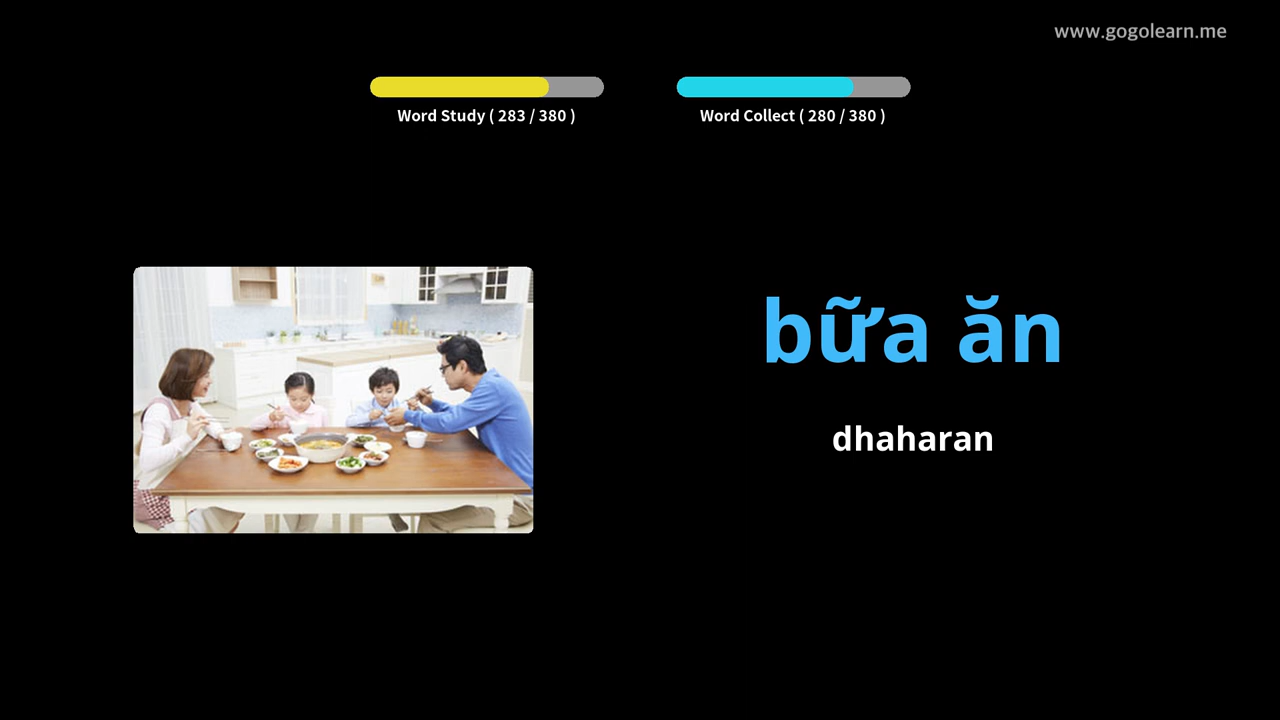 www.gogolearn.me
Word Study ( 283 / 380 )
Word Collect ( 280 / 380 )
bữa ăn
dhaharan